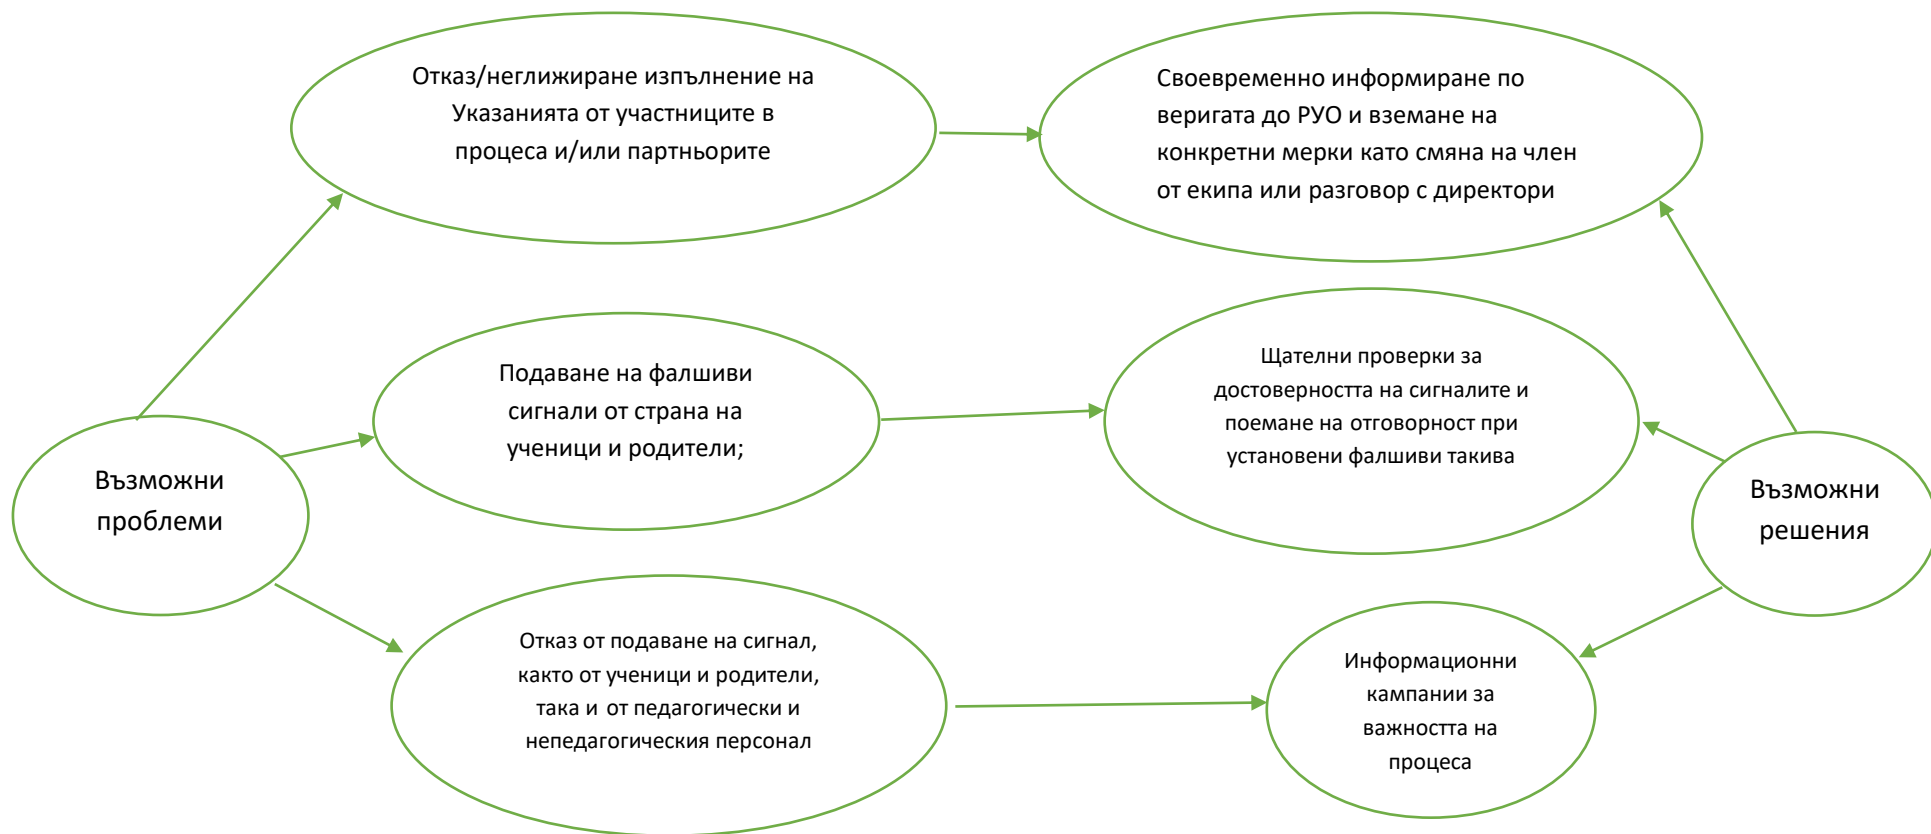 Отказ/неглижиране изпълнение на
Указанията от участниците в
процеса и/или партньорите
Своевременно информиране по
веригата до РУО и вземане на
конкретни мерки като смяна на член
от екипа или разговор с директори
Подаване на фалшиви
сигнали от страна на
ученици и родители;
Щателни проверки за
достоверността на сигналите и
поемане на отговорност при
установени фалшиви такива
Възможни
проблеми
Възможни
решения
Отказ от подаване на сигнал,
както от ученици и родители,
така и от педагогически и
непедагогическия персонал
Информационни
кампании за
важността на
процеса